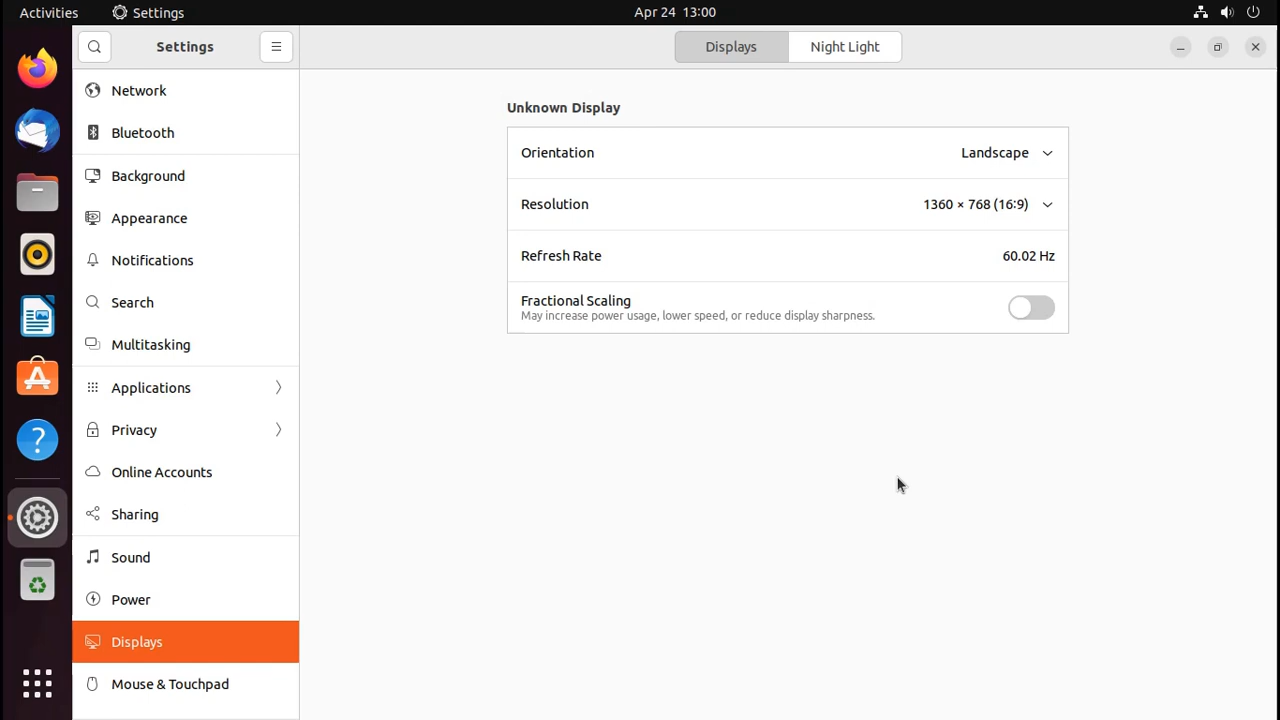 Activities
Settings
Apr 24 13:00
Settings
Displays
Night Light
Network
Bluetooth
Background
Appearance
Notifications
Search
Multitasking
Applications
Privacy
Online Accounts
Sharing
Sound
Power
Displays
Mouse & Touchpad
Unknown Display
Orientation Landscape
Resolution 1360 × 768 (16:9)
Refresh Rate 60.02 Hz
Fractional Scaling
May increase power usage, lower speed, or reduce display sharpness.